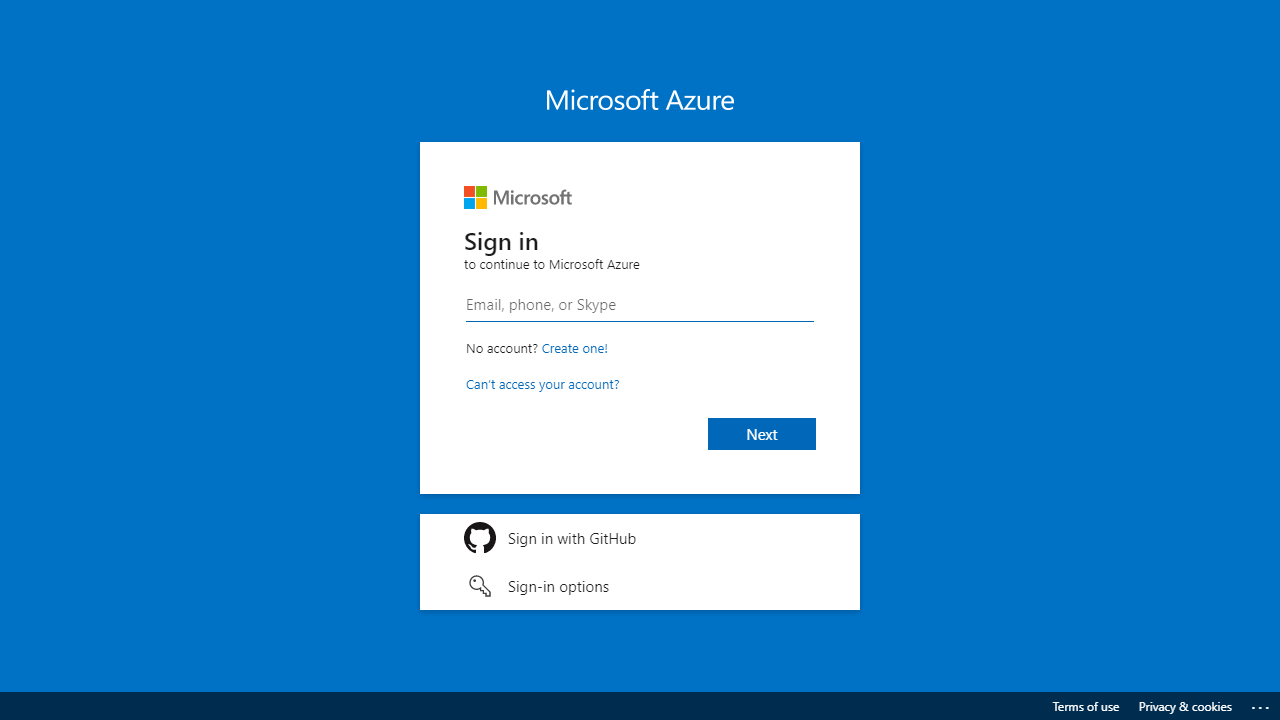 Microsoft Azure
Microsoft
Sign in
to continue to Microsoft Azure
Email, phone, or Skype
No account? Create one!
Can't access your account?
Next
Sign in with GitHub
Sign-in options
Terms of use Privacy & cookies ...